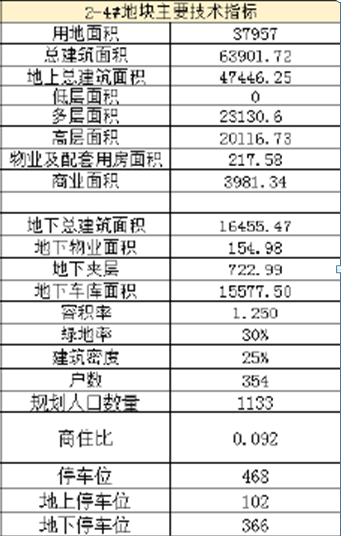 2-4#地块主要技术指标
用地面积 37957
总建筑面积 63901.72
地上总建筑面积 47446.25
低层面积 0
多层面积 23130.6
高层面积 20116.73
物业及配套用房面积 217.58
商业面积 3981.34
地下总建筑面积 16455.47
地下物业面积 154.98
地下夹层 722.99
地下车库面积 15577.50
容积率 1.250
绿地率 30%
建筑密度 25%
户数 354
规划人口数量 1133
商住比 0.092
停车位 468
地上停车位 102
地下停车位 366